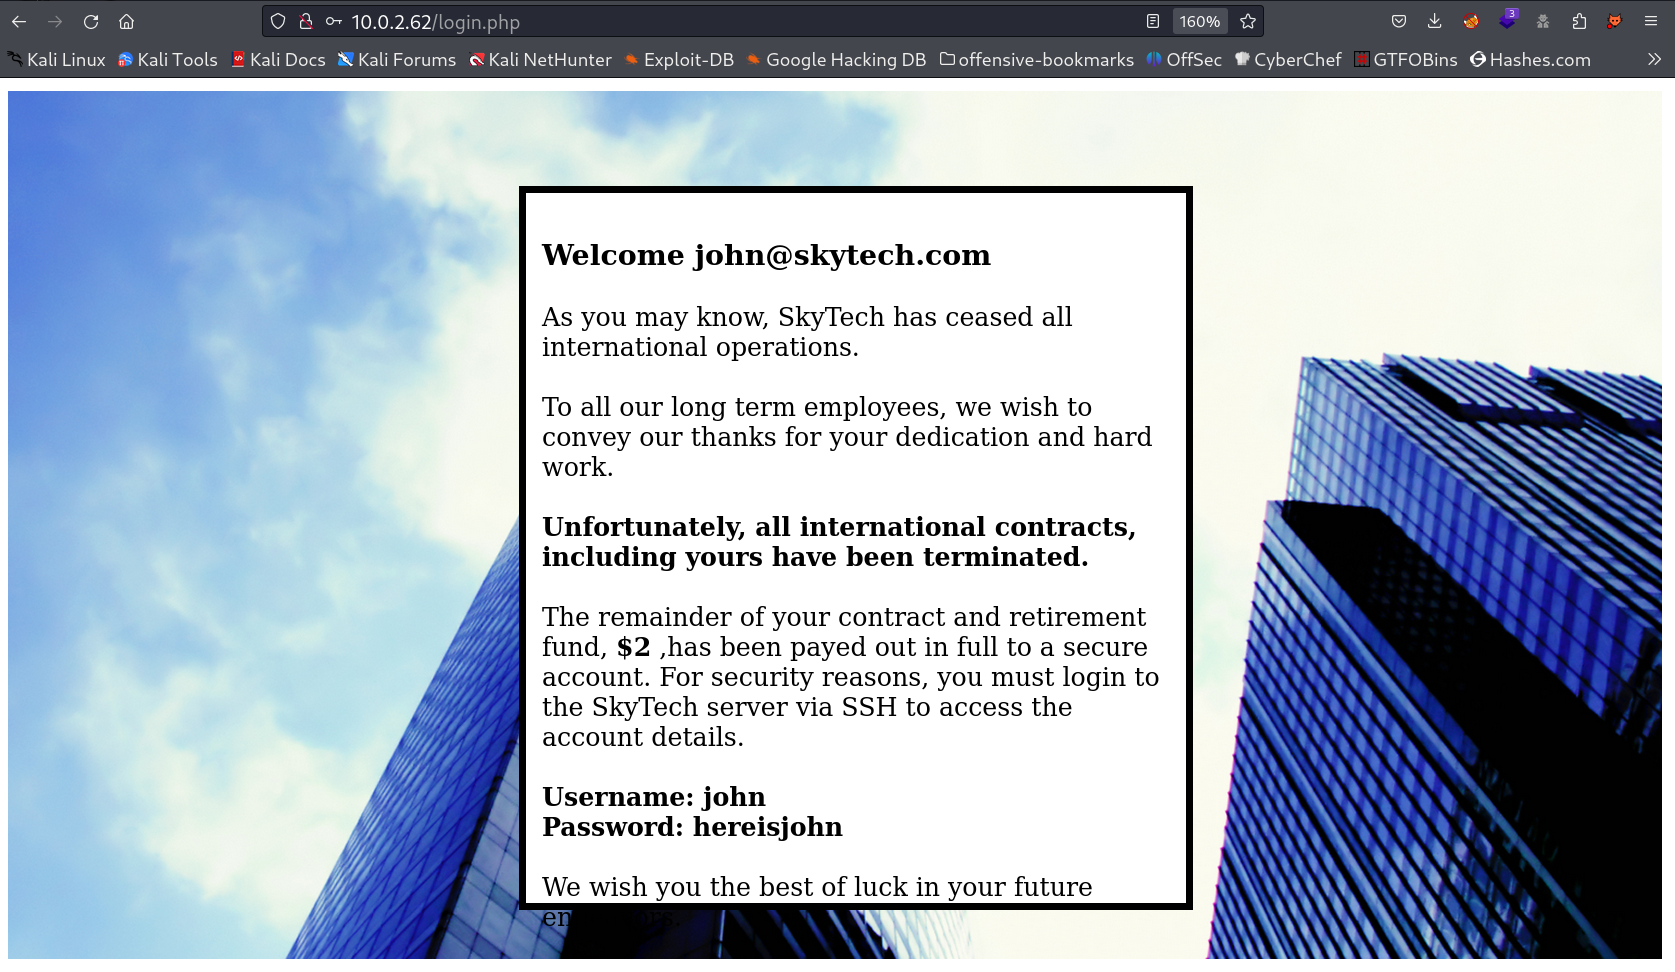 10.0.2.62/login.php
160%
3
Kali Linux Kali Tools Kali Docs Kali Forums Kali NetHunter Exploit-DB Google Hacking DB offensive-bookmarks OffSec CyberChef GTFOBins Hashes.com
Welcome john@skytech.com
As you may know, SkyTech has ceased all
international operations.
To all our long term employees, we wish to
convey our thanks for your dedication and hard
work.
Unfortunately, all international contracts,
including yours have been terminated.
The remainder of your contract and retirement
fund, $2 ,has been payed out in full to a secure
account. For security reasons, you must login to
the SkyTech server via SSH to access the
account details.
Username: john
Password: hereisjohn
We wish you the best of luck in your future